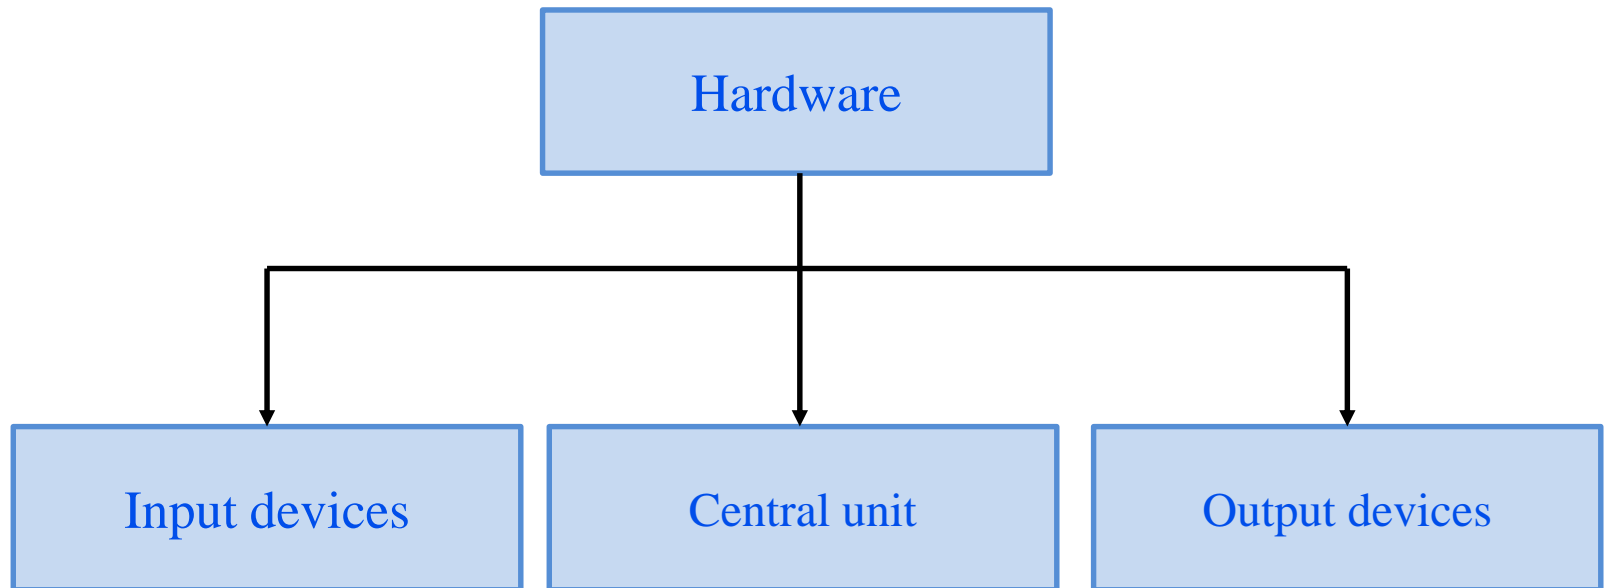 Hardware
Input devices
Central unit
Output devices